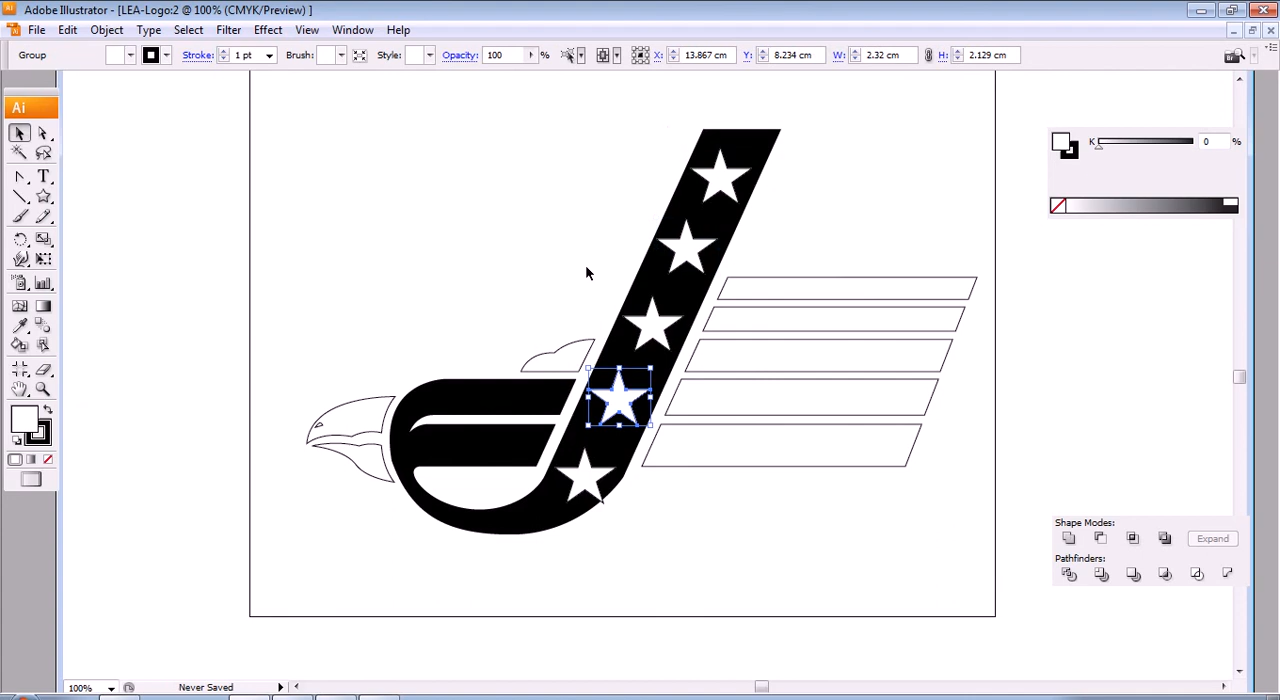 Adobe Illustrator - [LEA-Logo:2 @ 100% (CMYK/Preview) ]
File Edit Object Type Select Filter Effect View Window Help
Group Stroke: 1 pt Brush: Style: Opacity: 100 % X: 13.867 cm Y: 8.234 cm W: 2.32 cm H: 2.129 cm
Ai
K 0 %
T
Shape Modes:
Expand
Pathfinders:
100% Never Saved